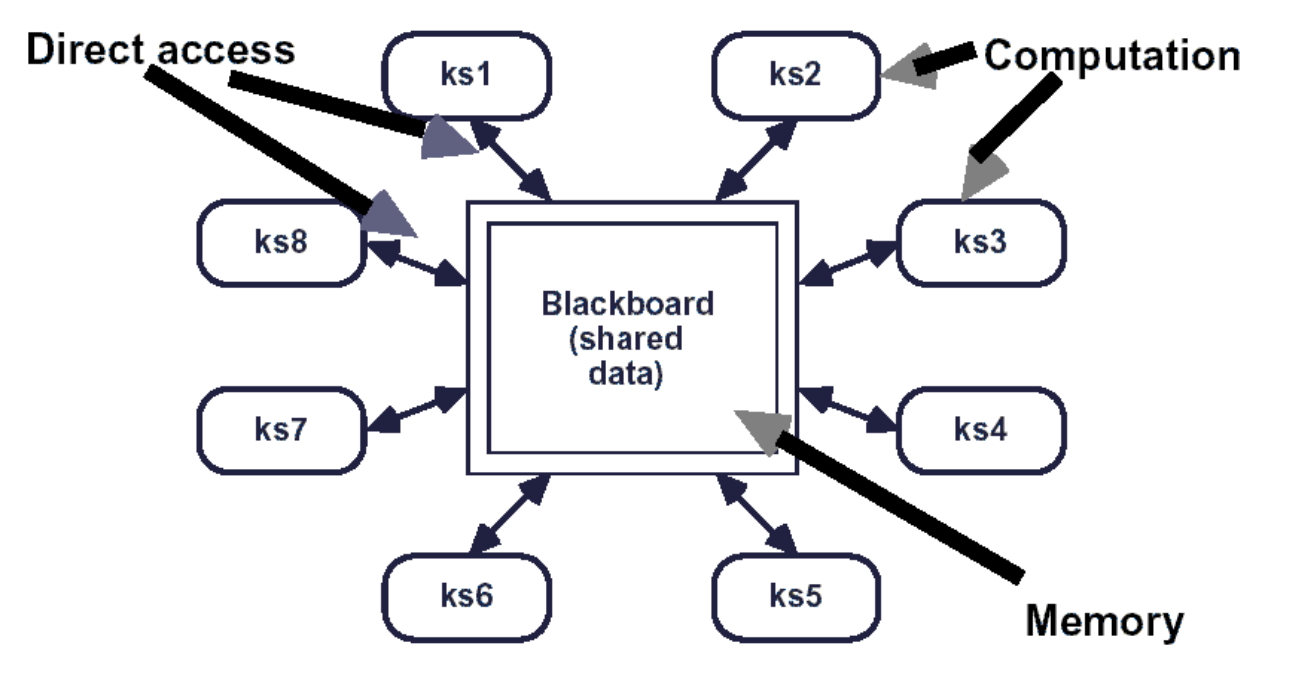 Direct access
ks1
ks2
Computation
ks8
ks3
Blackboard
(shared
data)
ks7
ks4
ks6
ks5
Memory